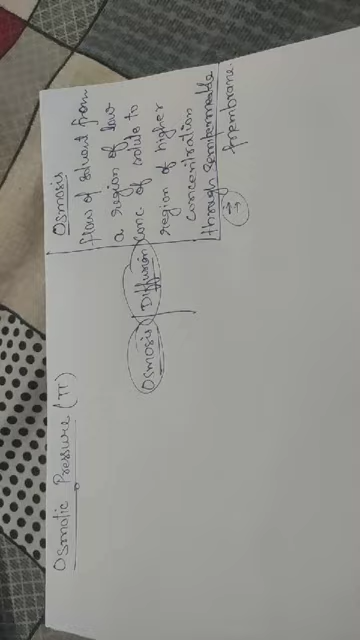 Osmotic Pressure (π)
Osmosis
flow of solvent from
a region of low
conc of solute to
region of higher
concentration
through semipermeable
membrane.
Osmosis Diffusion